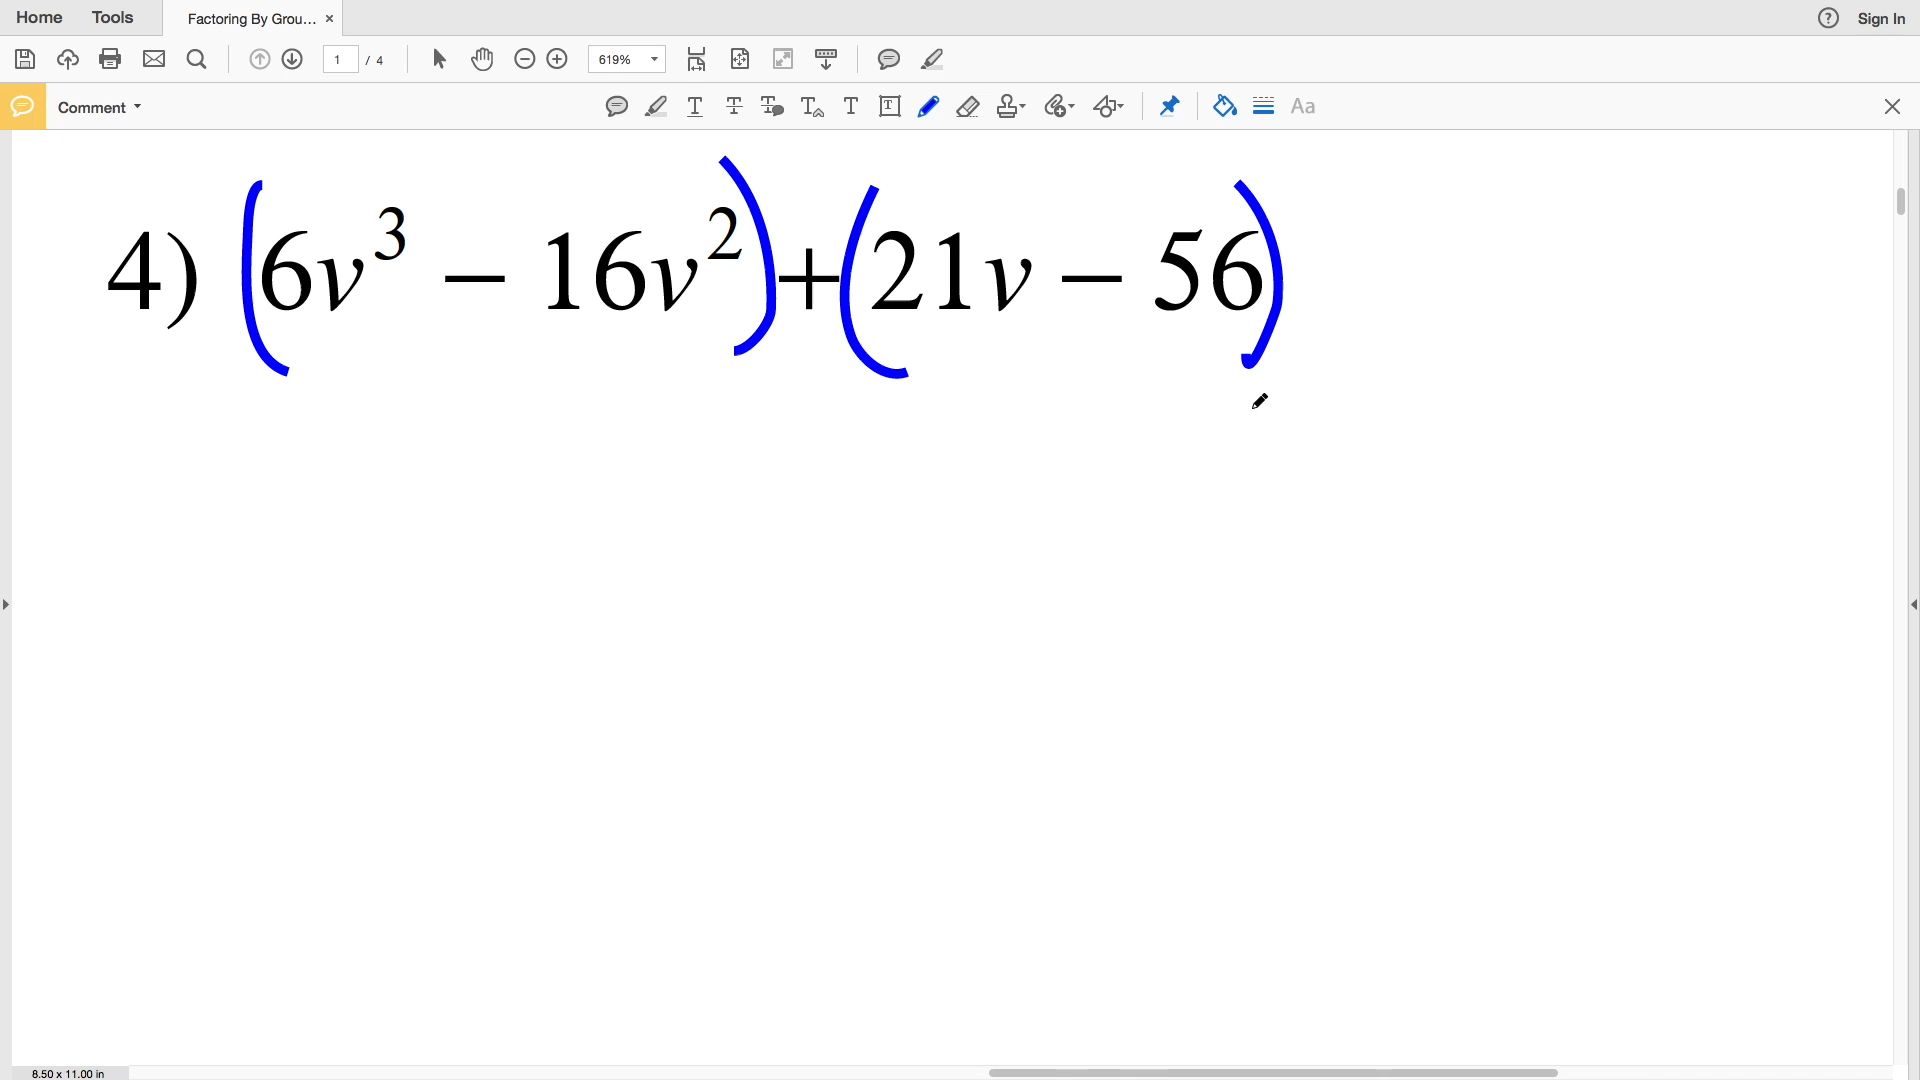 Home Tools Factoring By Grou... × ? Sign In
1 / 4 619%
Comment T T T T T T Aa
4) (6v³ − 16v²)+(21v − 56)
8.50 x 11.00 in